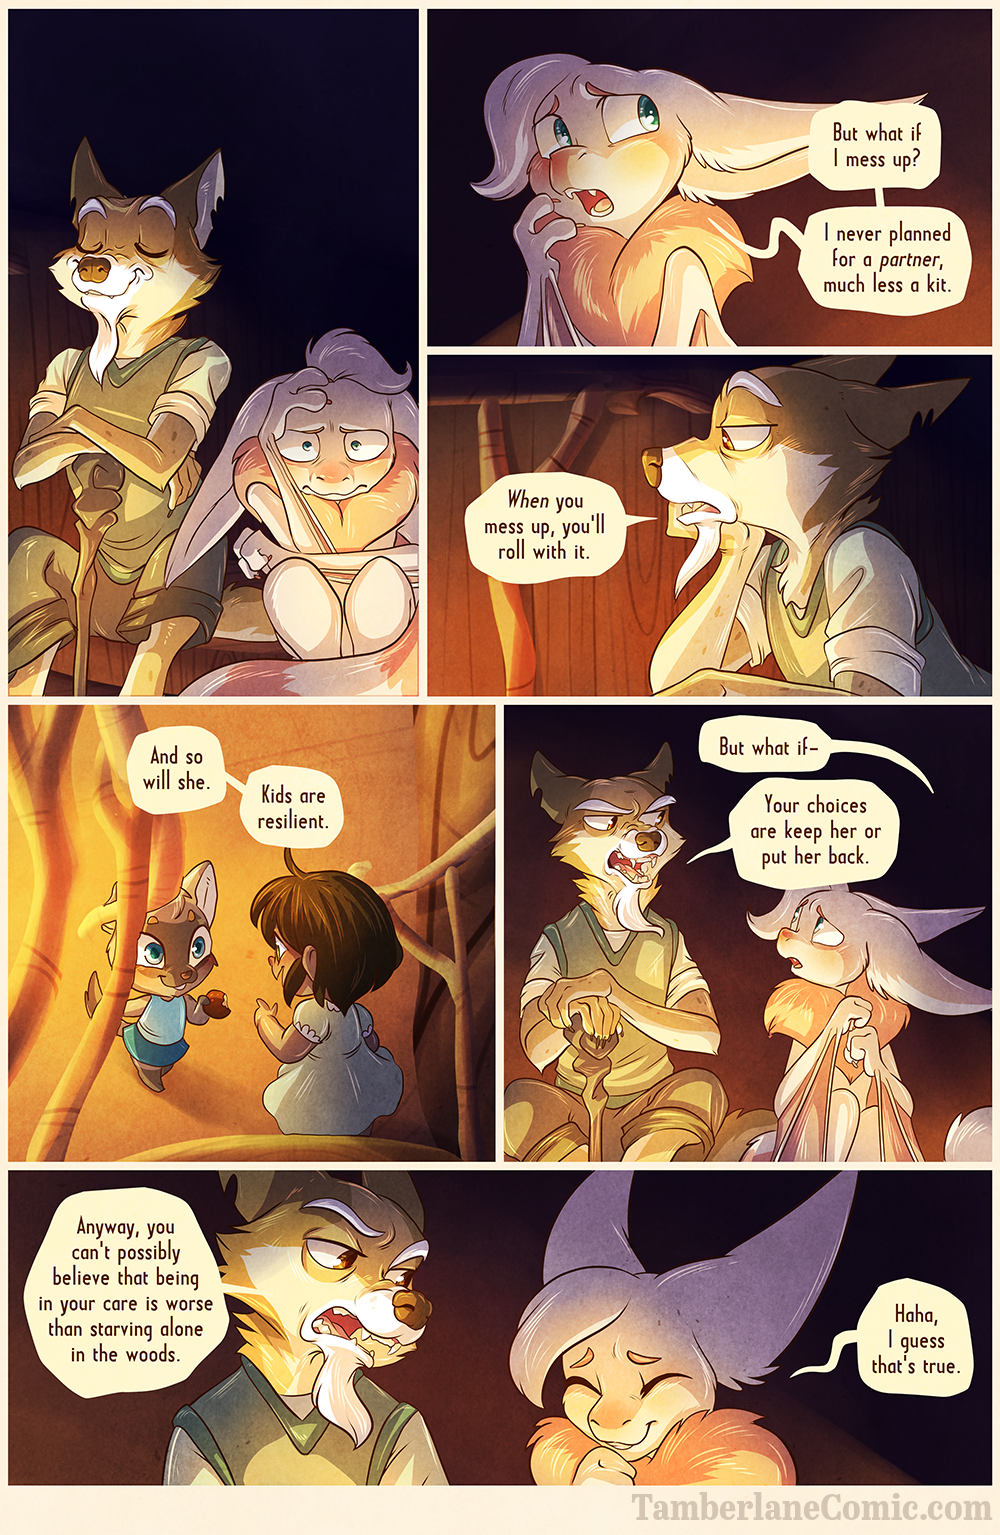 But what if
I mess up?
I never planned
for a partner,
much less a kit.
When you
mess up, you'll
roll with it.
And so
will she.
Kids are
resilient.
But what if–
Your choices
are keep her or
put her back.
Anyway, you
can't possibly
believe that being
in your care is worse
than starving alone
in the woods.
Haha,
I guess
that's true.
TamberlaneComic.com